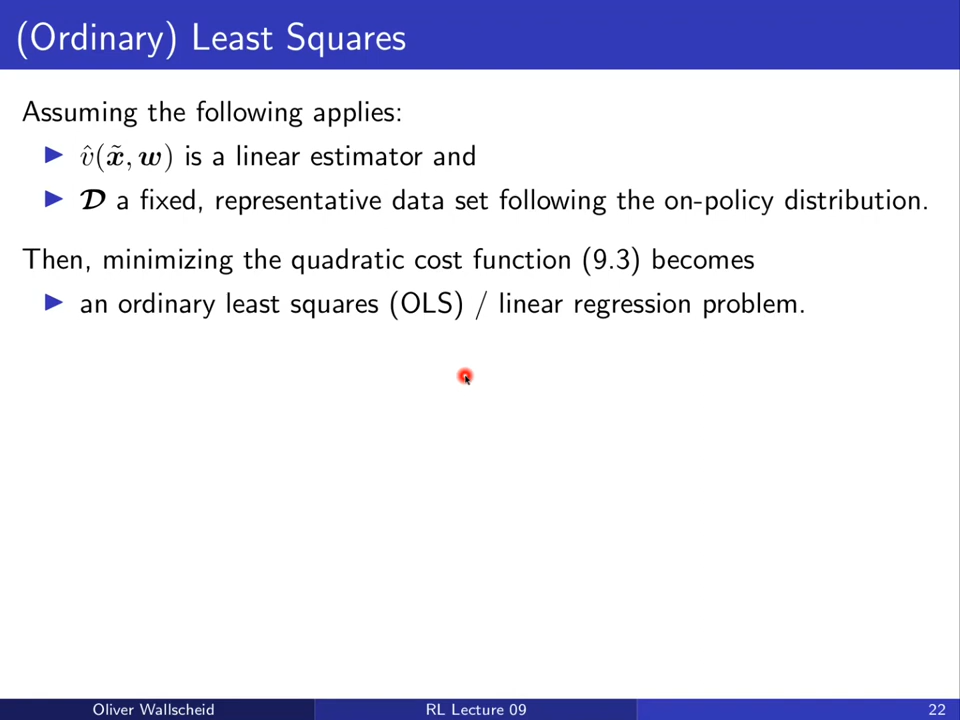 (Ordinary) Least Squares
Assuming the following applies:
▶ v̂(x̃, w) is a linear estimator and
▶ 𝓓 a fixed, representative data set following the on-policy distribution.
Then, minimizing the quadratic cost function (9.3) becomes
▶ an ordinary least squares (OLS) / linear regression problem.
Oliver Wallscheid
RL Lecture 09
22